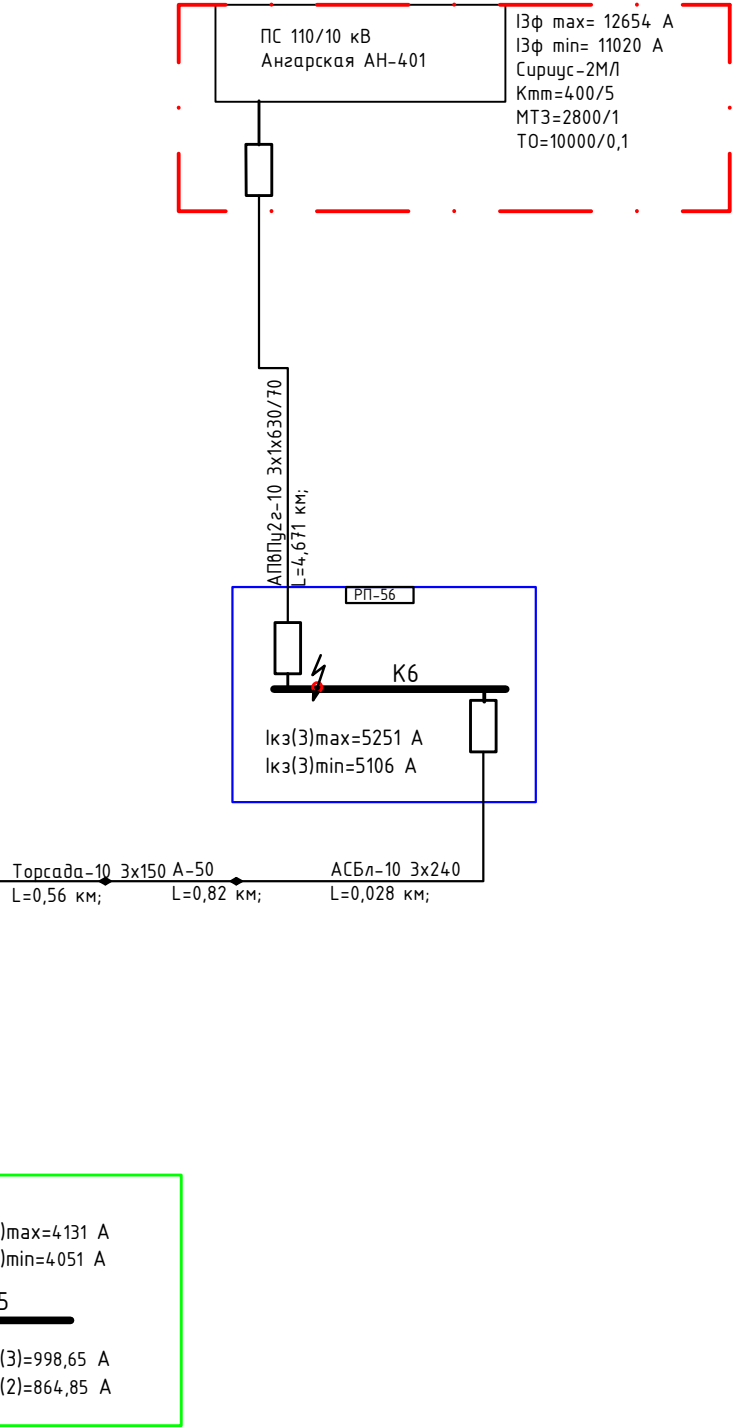 ПС 110/10 кВ
Ангарская АН-401
I3ф max= 12654 А
I3ф min= 11020 А
Сириус-2МЛ
Ктт=400/5
МТЗ=2800/1
ТО=10000/0,1
АПвПу2г-10 3х1х630/70
L=4,671 км;
РП-56
К6
Iкз(3)max=5251 А
Iкз(3)min=5106 А
Торсада-10 3х150
L=0,56 км;
А-50
L=0,82 км;
АСБл-10 3х240
L=0,028 км;
)max=4131 А
)min=4051 А
5
(3)=998,65 А
(2)=864,85 А